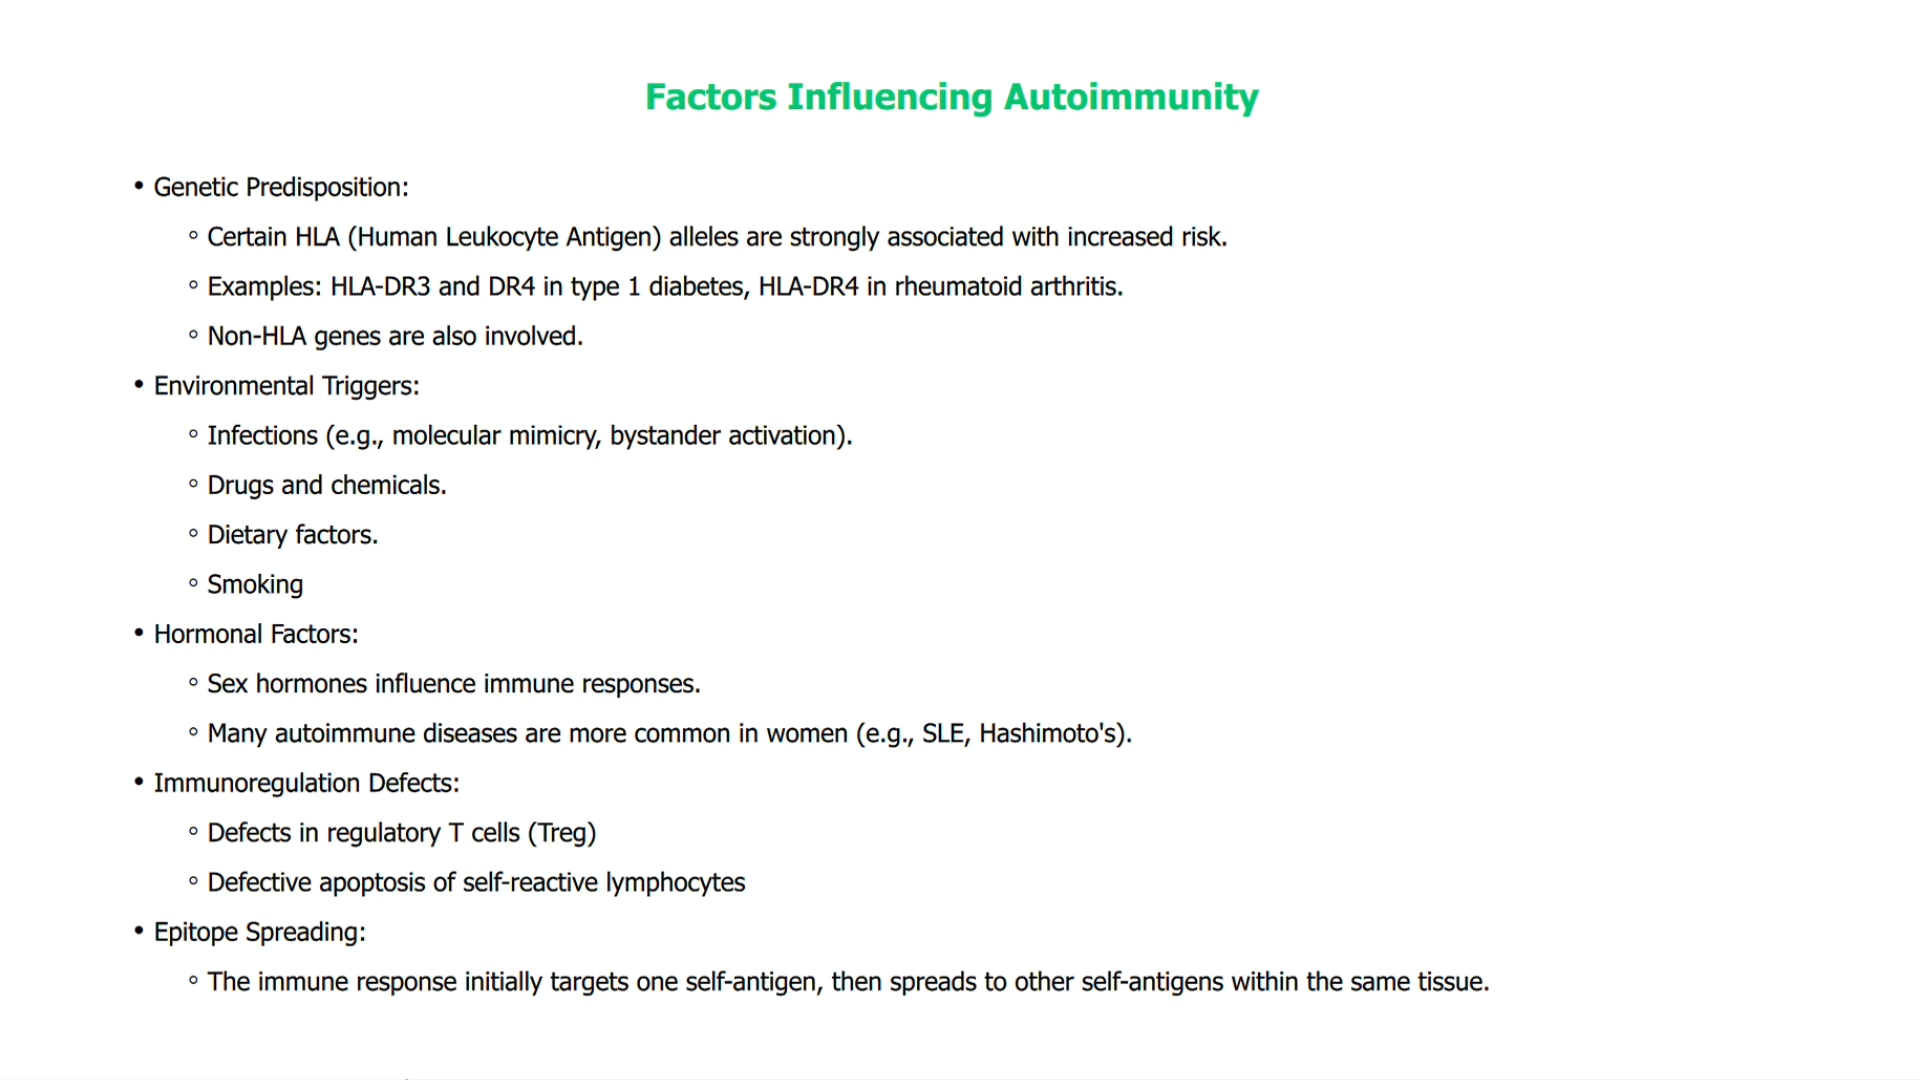 Factors Influencing Autoimmunity
• Genetic Predisposition:
◦ Certain HLA (Human Leukocyte Antigen) alleles are strongly associated with increased risk.
◦ Examples: HLA-DR3 and DR4 in type 1 diabetes, HLA-DR4 in rheumatoid arthritis.
◦ Non-HLA genes are also involved.
• Environmental Triggers:
◦ Infections (e.g., molecular mimicry, bystander activation).
◦ Drugs and chemicals.
◦ Dietary factors.
◦ Smoking
• Hormonal Factors:
◦ Sex hormones influence immune responses.
◦ Many autoimmune diseases are more common in women (e.g., SLE, Hashimoto's).
• Immunoregulation Defects:
◦ Defects in regulatory T cells (Treg)
◦ Defective apoptosis of self-reactive lymphocytes
• Epitope Spreading:
◦ The immune response initially targets one self-antigen, then spreads to other self-antigens within the same tissue.